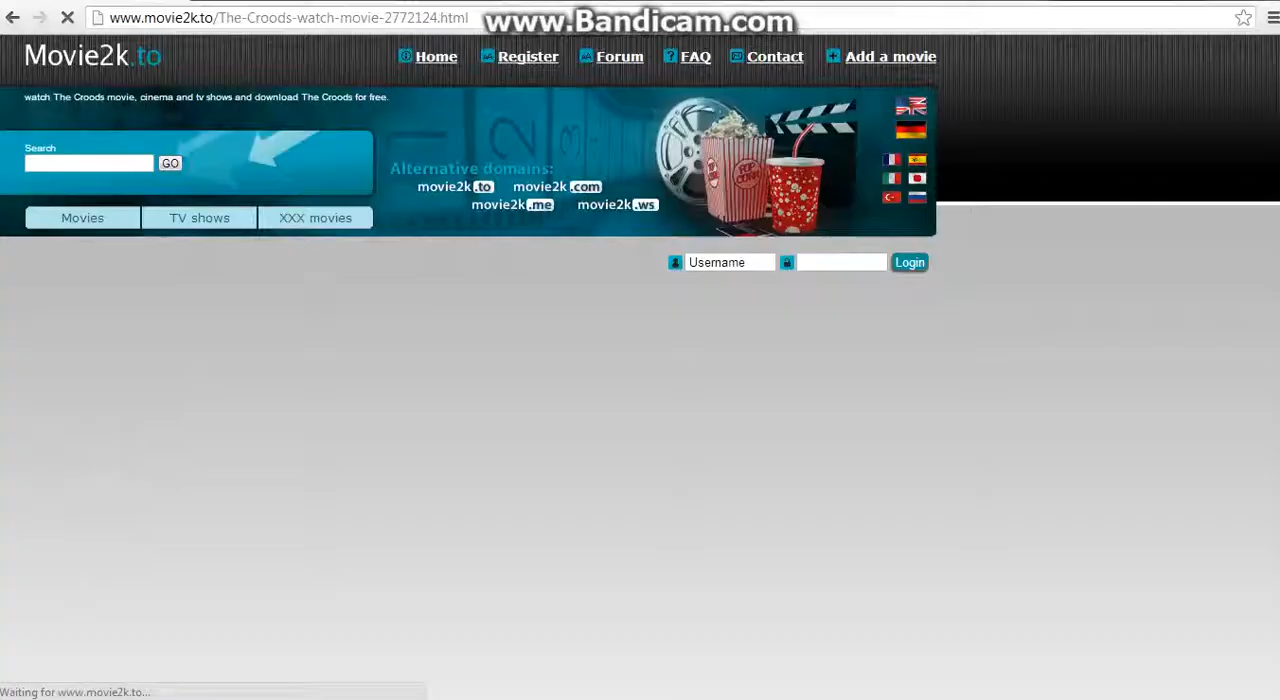 www.movie2k.to/The-Croods-watch-movie-2772124.html
www.Bandicam.com
Movie2k.to
Home Register Forum FAQ Contact Add a movie
watch The Croods movie, cinema and tv shows and download The Croods for free.
Search
GO
Alternative domains:
movie2k.to movie2k.com
movie2k.me movie2k.ws
Movies TV shows XXX movies
Username Login
Waiting for www.movie2k.to...